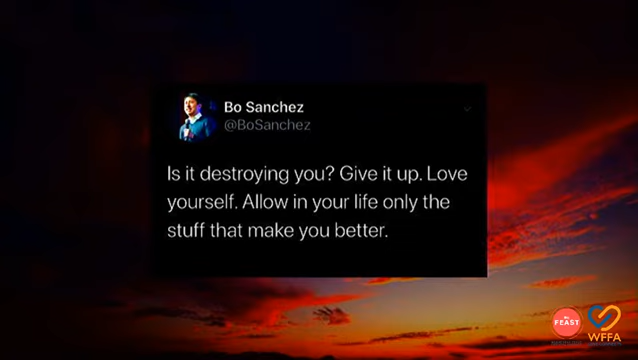 Bo Sanchez
@BoSanchez
Is it destroying you? Give it up. Love
yourself. Allow in your life only the
stuff that make you better.
FEAST
WFFA